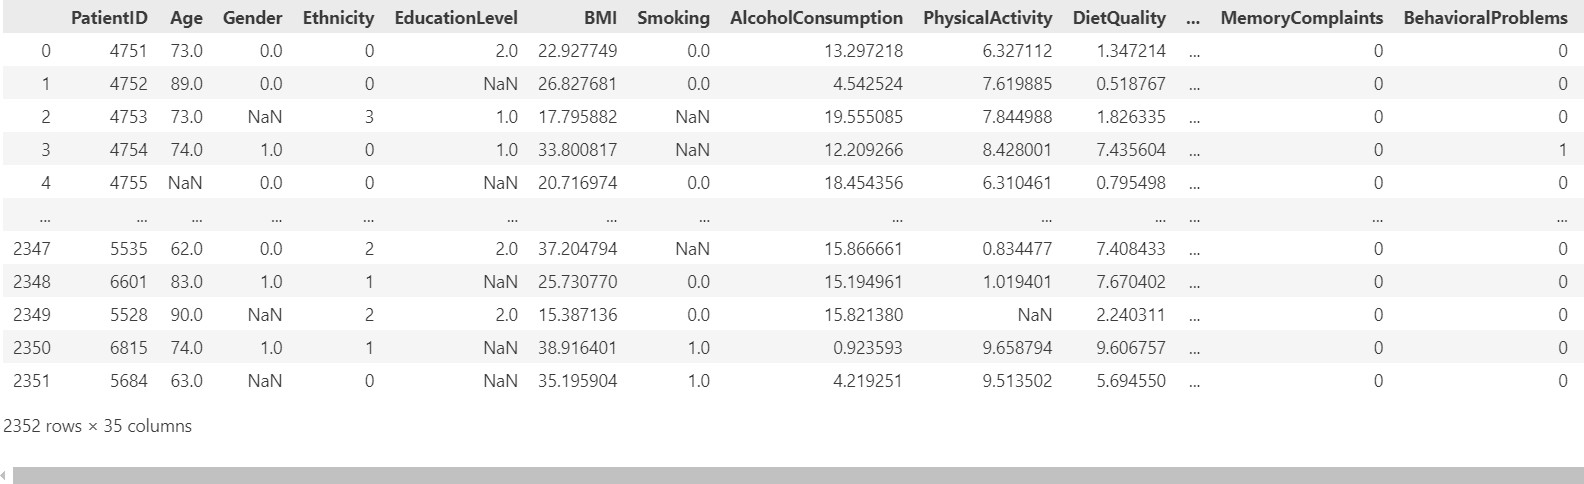 PatientID Age Gender Ethnicity EducationLevel BMI Smoking AlcoholConsumption PhysicalActivity DietQuality ... MemoryComplaints BehavioralProblems
0 4751 73.0 0.0 0 2.0 22.927749 0.0 13.297218 6.327112 1.347214 ... 0 0
1 4752 89.0 0.0 0 NaN 26.827681 0.0 4.542524 7.619885 0.518767 ... 0 0
2 4753 73.0 NaN 3 1.0 17.795882 NaN 19.555085 7.844988 1.826335 ... 0 0
3 4754 74.0 1.0 0 1.0 33.800817 NaN 12.209266 8.428001 7.435604 ... 0 1
4 4755 NaN 0.0 0 NaN 20.716974 0.0 18.454356 6.310461 0.795498 ... 0 0
... ... ... ... ... ... ... ... ... ... ... ... ... ...
2347 5535 62.0 0.0 2 2.0 37.204794 NaN 15.866661 0.834477 7.408433 ... 0 0
2348 6601 83.0 1.0 1 NaN 25.730770 0.0 15.194961 1.019401 7.670402 ... 0 0
2349 5528 90.0 NaN 2 2.0 15.387136 0.0 15.821380 NaN 2.240311 ... 0 0
2350 6815 74.0 1.0 1 NaN 38.916401 1.0 0.923593 9.658794 9.606757 ... 0 0
2351 5684 63.0 NaN 0 NaN 35.195904 1.0 4.219251 9.513502 5.694550 ... 0 0
2352 rows × 35 columns